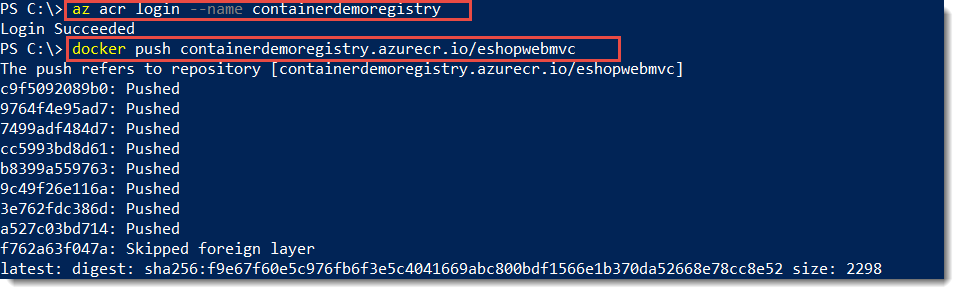 PS C:\> az acr login --name containerdemoregistry
Login Succeeded
PS C:\> docker push containerdemoregistry.azurecr.io/eshopwebmvc
The push refers to repository [containerdemoregistry.azurecr.io/eshopwebmvc]
c9f5092089b0: Pushed
9764f4e95ad7: Pushed
7499adf484d7: Pushed
cc5993bd8d61: Pushed
b8399a559763: Pushed
9c49f26e116a: Pushed
3e762fdc386d: Pushed
a527c03bd714: Pushed
f762a63f047a: Skipped foreign layer
latest: digest: sha256:f9e67f60e5c976fb6f3e5c4041669abc800bdf1566e1b370da52668e78cc8e52 size: 2298